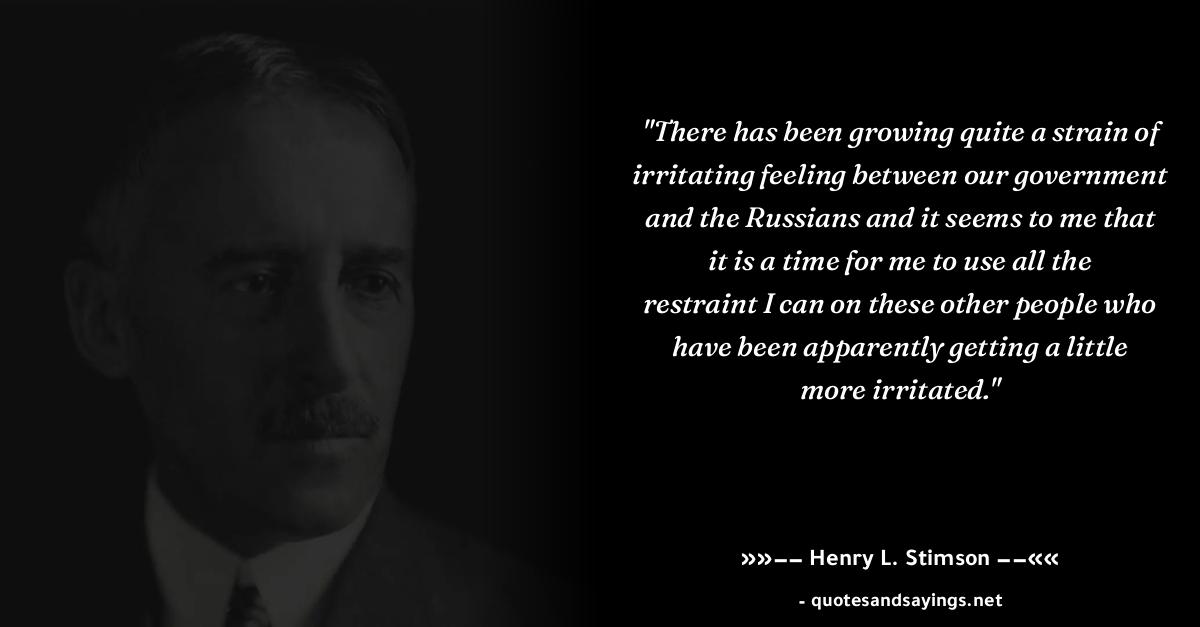 "There has been growing quite a strain of
irritating feeling between our government
and the Russians and it seems to me that
it is a time for me to use all the
restraint I can on these other people who
have been apparently getting a little
more irritated."
»»−− Henry L. Stimson −−««
- quotesandsayings.net